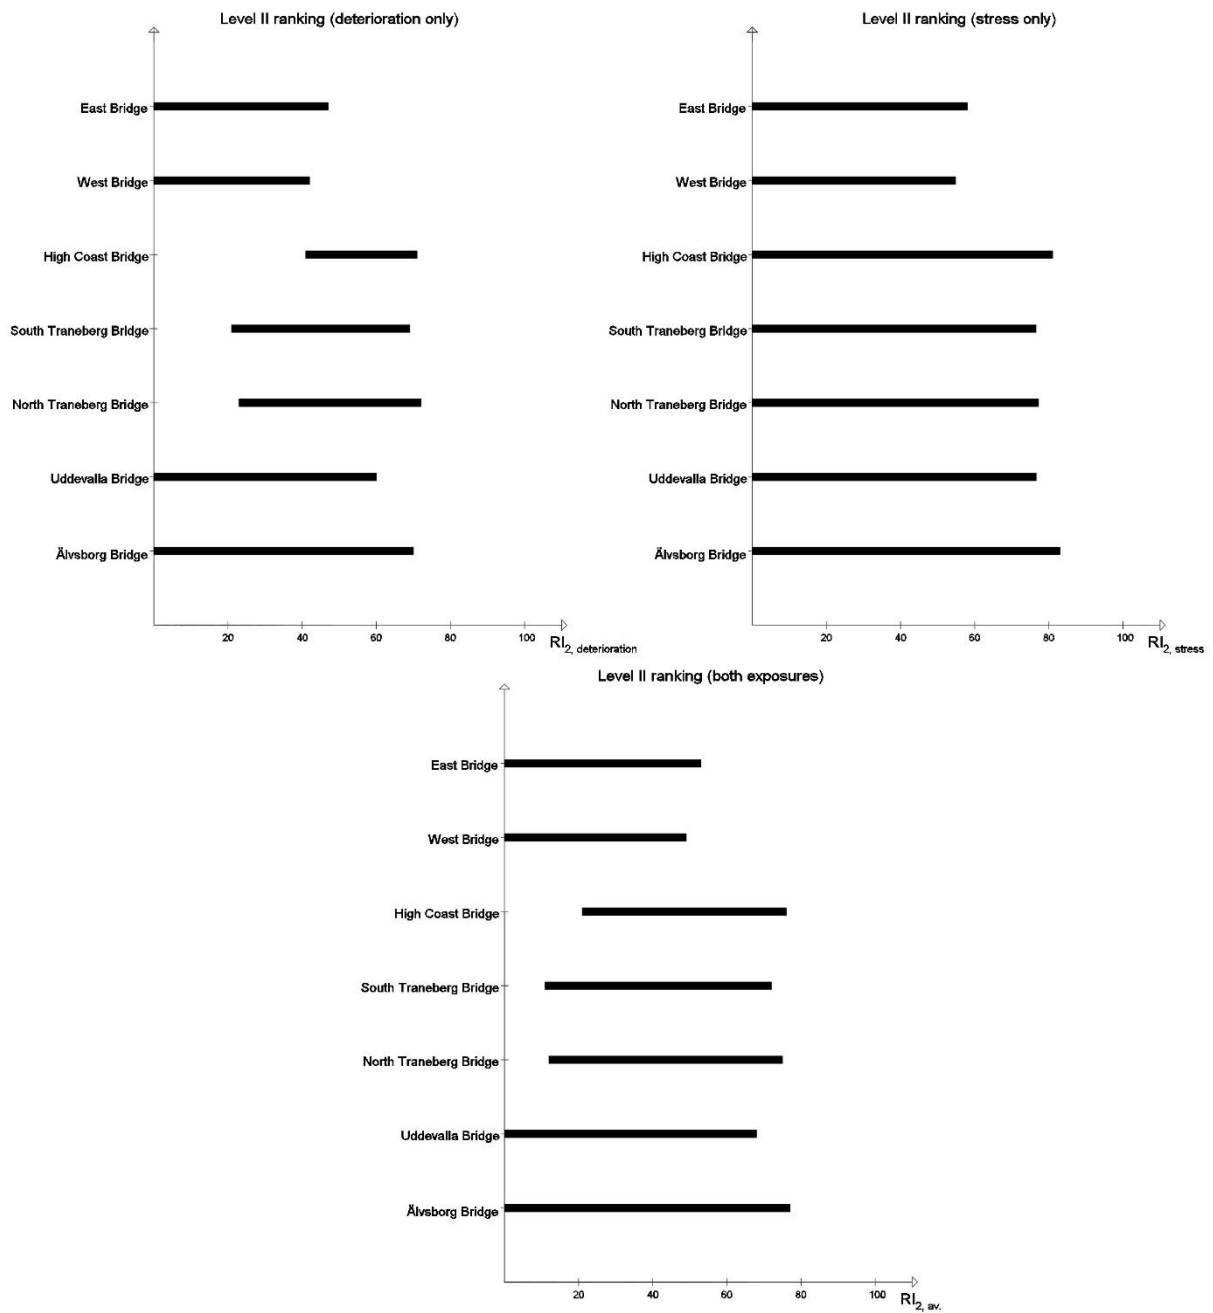 Level II ranking (deterioration only)
East Bridge
West Bridge
High Coast Bridge
South Traneberg Bridge
North Traneberg Bridge
Uddevalla Bridge
Älvsborg Bridge
20 40 60 80 100
RI2, deterioration
Level II ranking (stress only)
East Bridge
West Bridge
High Coast Bridge
South Traneberg Bridge
North Traneberg Bridge
Uddevalla Bridge
Älvsborg Bridge
20 40 60 80 100
RI2, stress
Level II ranking (both exposures)
East Bridge
West Bridge
High Coast Bridge
South Traneberg Bridge
North Traneberg Bridge
Uddevalla Bridge
Älvsborg Bridge
20 40 60 80 100
RI2, av.